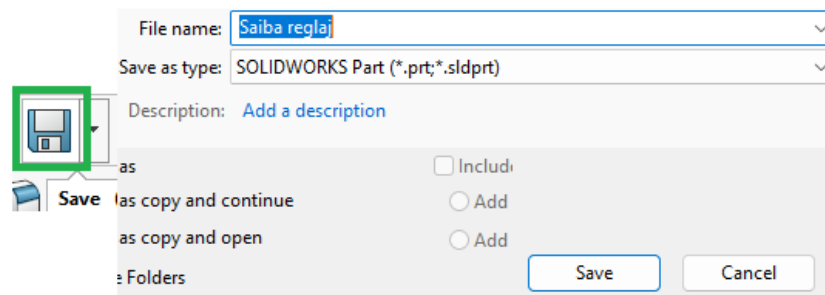 File name: Saiba reglaj
Save as type: SOLIDWORKS Part (*.prt;*.sldprt)
Description: Add a description
as Includ
Save as copy and continue Add
as copy and open Add
Folders Save Cancel